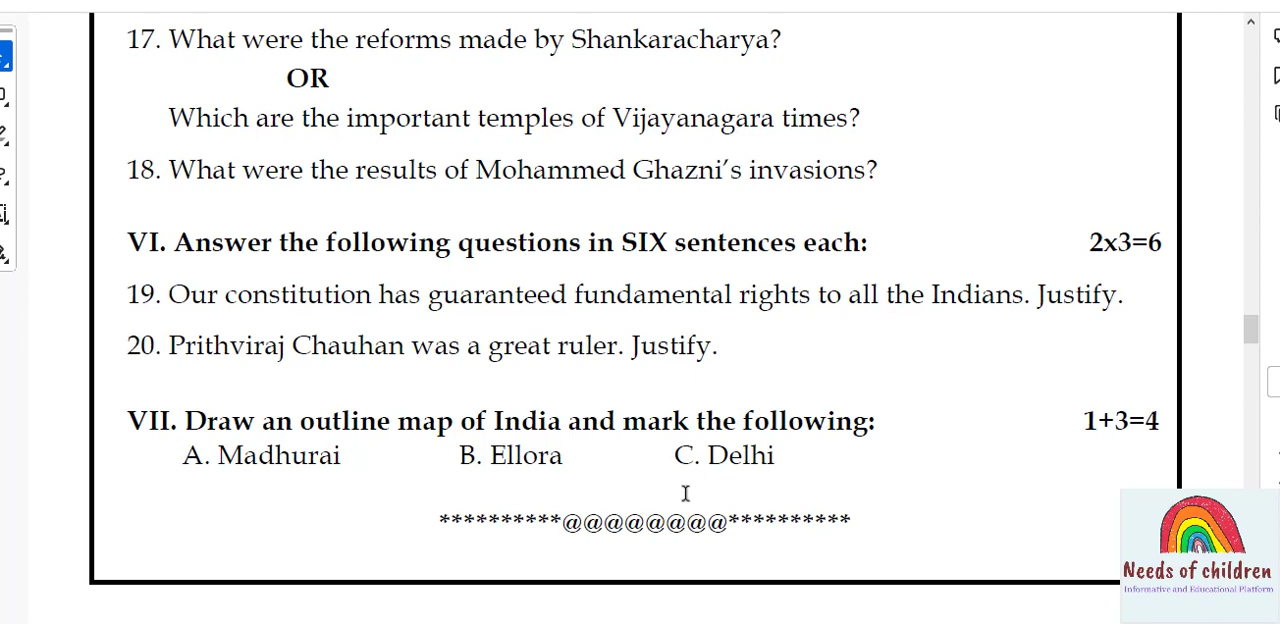 17. What were the reforms made by Shankaracharya?
OR
Which are the important temples of Vijayanagara times?
18. What were the results of Mohammed Ghazni’s invasions?
VI. Answer the following questions in SIX sentences each: 2x3=6
19. Our constitution has guaranteed fundamental rights to all the Indians. Justify.
20. Prithviraj Chauhan was a great ruler. Justify.
VII. Draw an outline map of India and mark the following: 1+3=4
A. Madhurai B. Ellora C. Delhi
**********@@@@@@@@**********
Needs of children
Informative and Educational Platform